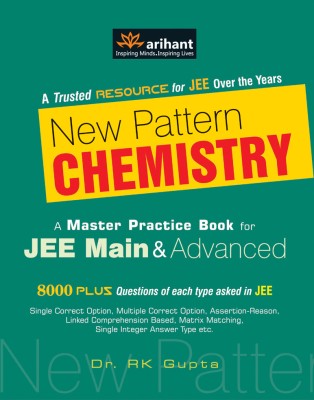 arihant
Inspiring Minds.Inspiring Lives...
A Trusted RESOURCE for JEE Over the Years
New Pattern
CHEMISTRY
A Master Practice Book for
JEE Main & Advanced
8000 PLUS Questions of each type asked in JEE
Single Correct Option, Multiple Correct Option, Assertion-Reason,
Linked Comprehension Based, Matrix Matching,
Single Integer Answer Type etc.
New Patter
Dr. RK Gupta